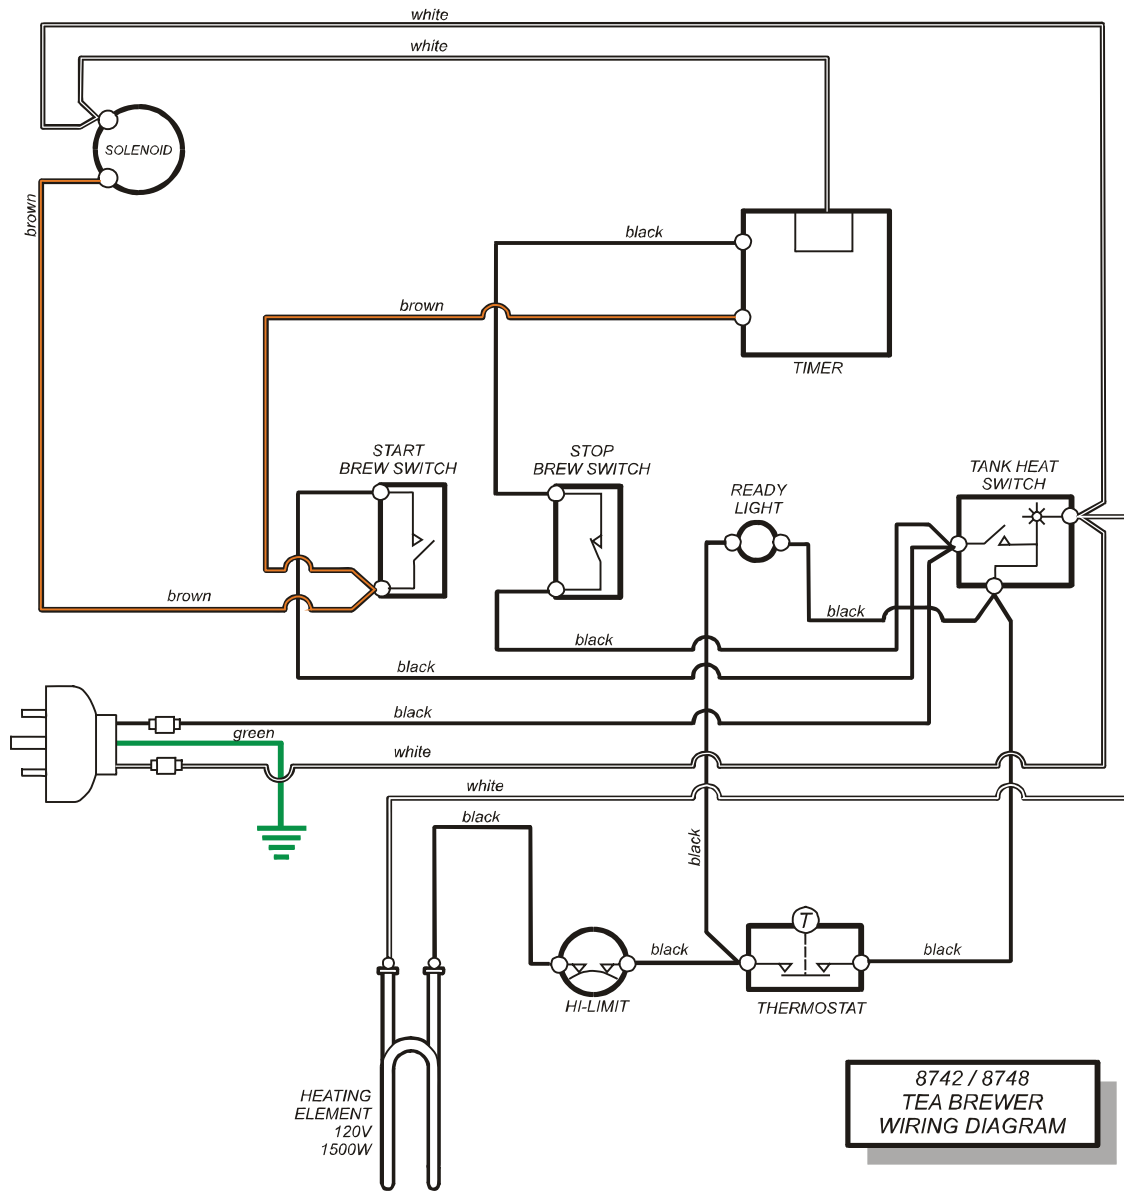 white
white
SOLENOID
brown
black
brown
TIMER
START
BREW SWITCH
STOP
BREW SWITCH
READY
LIGHT
TANK HEAT
SWITCH
brown
black
black
black
black
green
white
white
black
black
T
black
black
HI-LIMIT
THERMOSTAT
HEATING
ELEMENT
120V
1500W
8742 / 8748
TEA BREWER
WIRING DIAGRAM